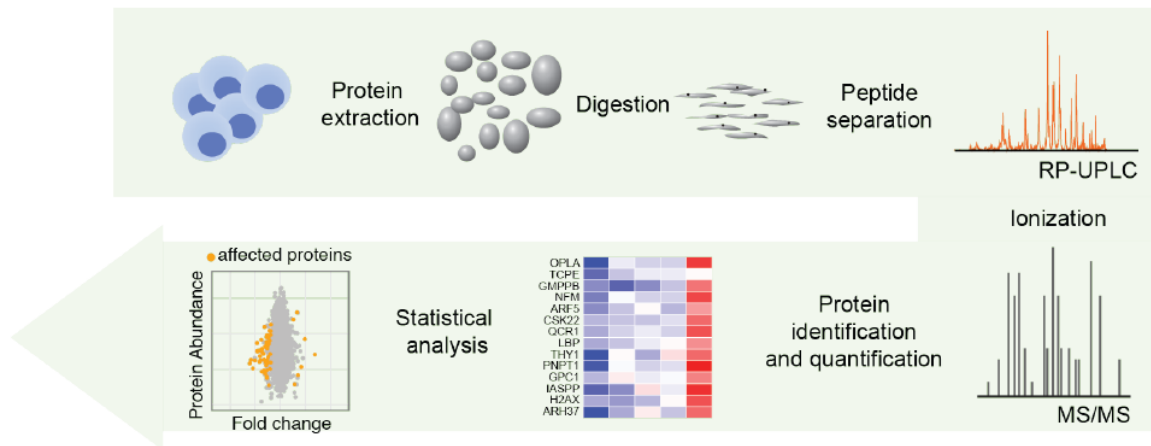 Protein
extraction
Digestion
Peptide
separation
RP-UPLC
Ionization
MS/MS
Protein
identification
and quantification
OPLA
TCPE
GMPPB
NFM
ARF5
CSK22
QCR1
LBP
THY1
PNPT1
GPC1
IASPP
H2AX
ARH37
Statistical
analysis
affected proteins
Protein Abundance
Fold change